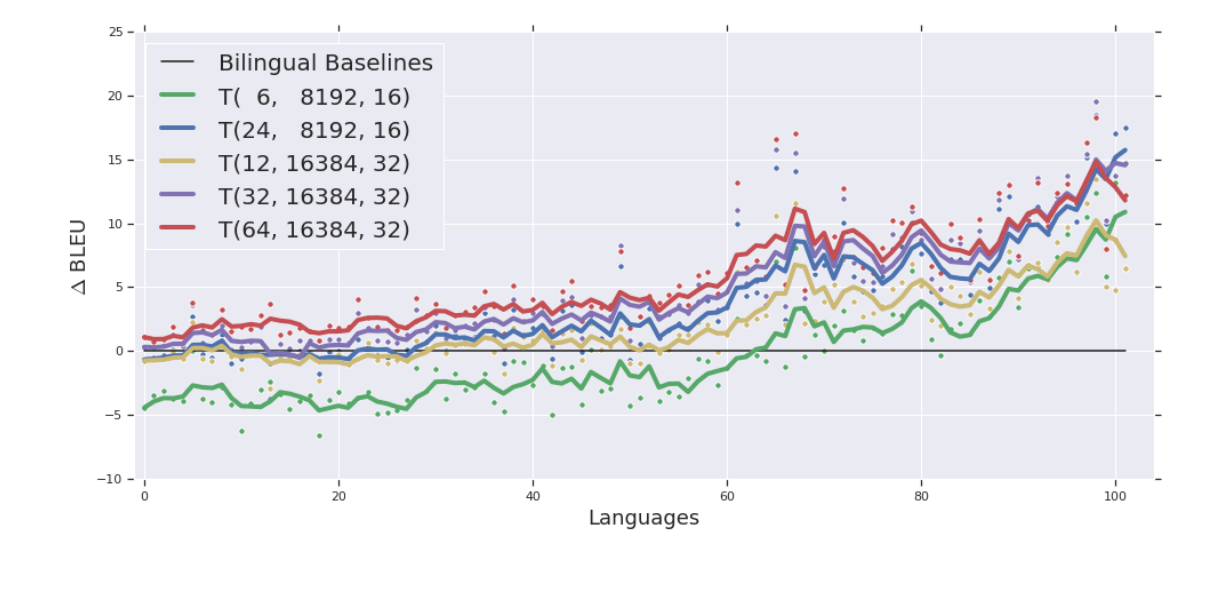 25
20
15
10
5
0
−5
−10
Δ BLEU
Bilingual Baselines
T( 6, 8192, 16)
T(24, 8192, 16)
T(12, 16384, 32)
T(32, 16384, 32)
T(64, 16384, 32)
0 20 40 60 80 100
Languages